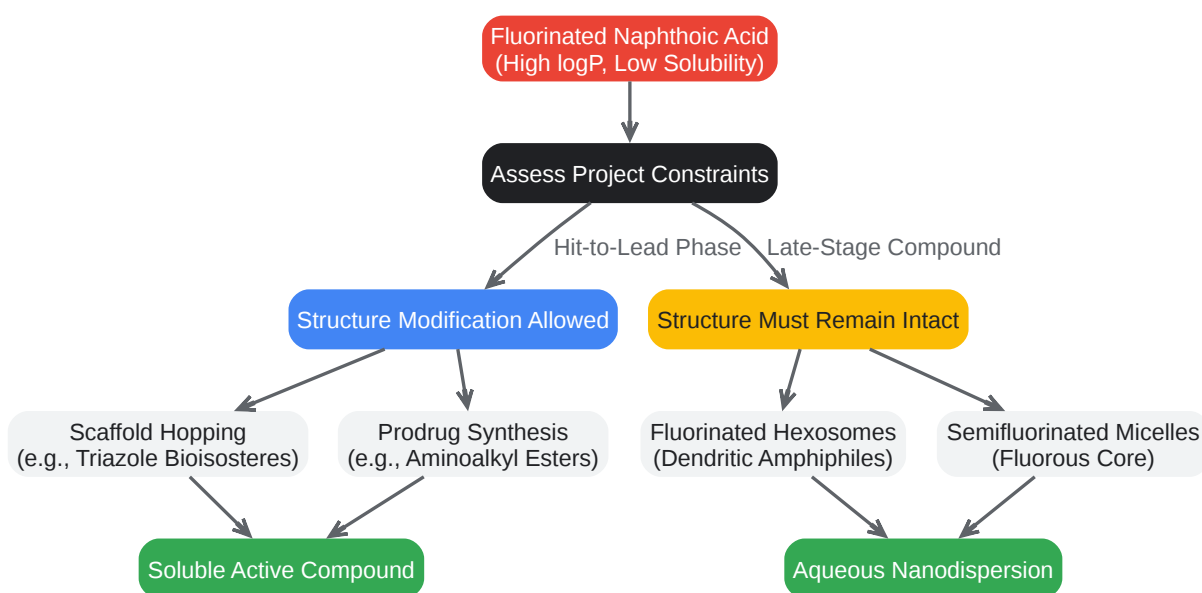 Fluorinated Naphthoic Acid
(High logP, Low Solubility)
Assess Project Constraints
Hit-to-Lead Phase
Late-Stage Compound
Structure Modification Allowed
Structure Must Remain Intact
Scaffold Hopping
(e.g., Triazole Bioisosteres)
Prodrug Synthesis
(e.g., Aminoalkyl Esters)
Fluorinated Hexosomes
(Dendritic Amphiphiles)
Semifluorinated Micelles
(Fluorous Core)
Soluble Active Compound
Aqueous Nanodispersion